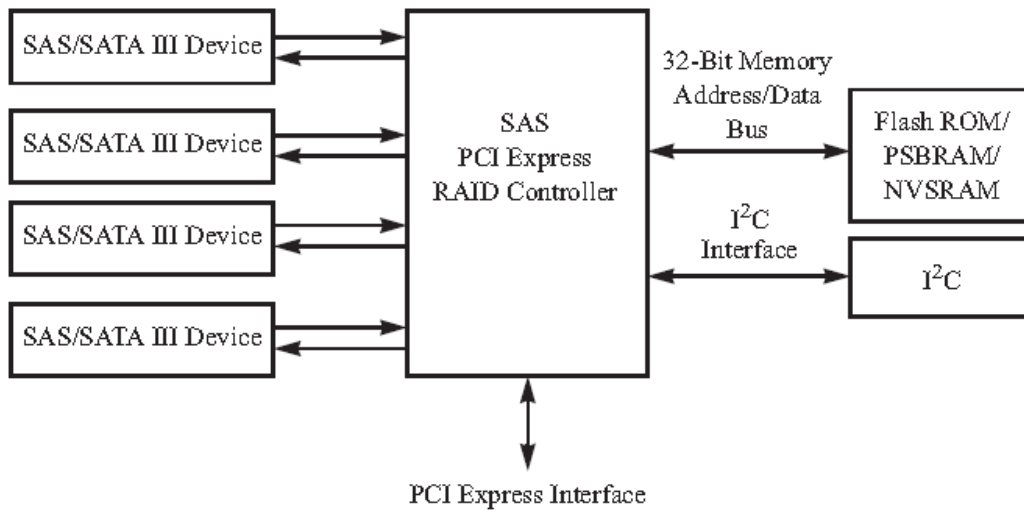 SAS/SATA III Device
SAS/SATA III Device
SAS/SATA III Device
SAS/SATA III Device
SAS
PCI Express
RAID Controller
32-Bit Memory
Address/Data
Bus
I²C
Interface
Flash ROM/
PSBRAM/
NVSRAM
I²C
PCI Express Interface